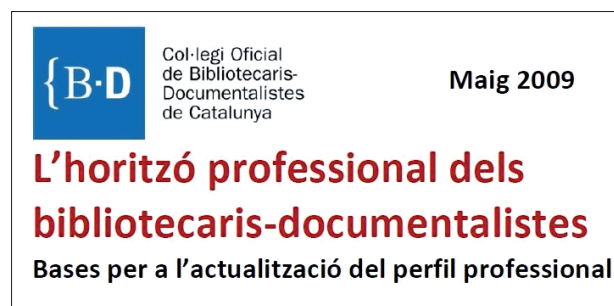 {B·D
Col·legi Oficial
de Bibliotecaris-
Documentalistes
de Catalunya
Maig 2009
L'horitzó professional dels
bibliotecaris-documentalistes
Bases per a l'actualització del perfil professional